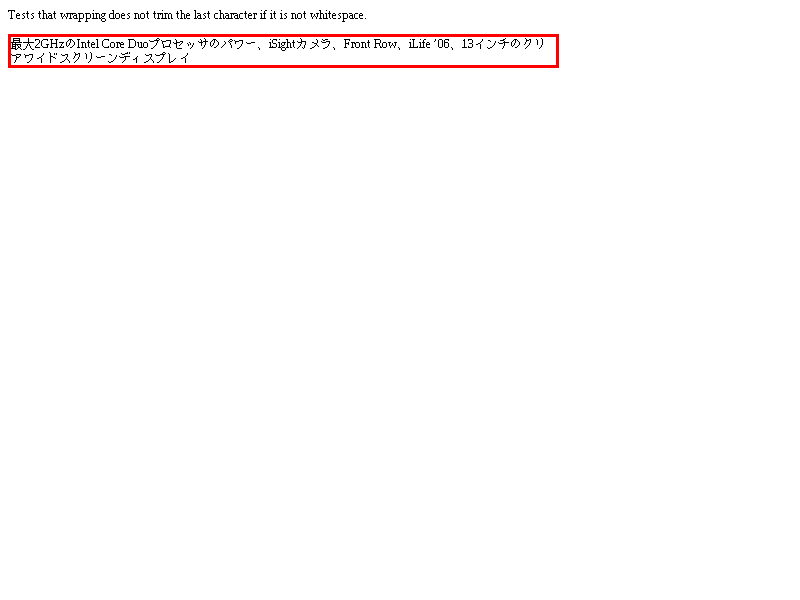 Tests that wrapping does not trim the last character if it is not whitespace.
最大2GHzのIntel Core Duoプロセッサのパワー、iSightカメラ、Front Row、iLife '06、13インチのクリ
アワイドスクリーンディスプレイ